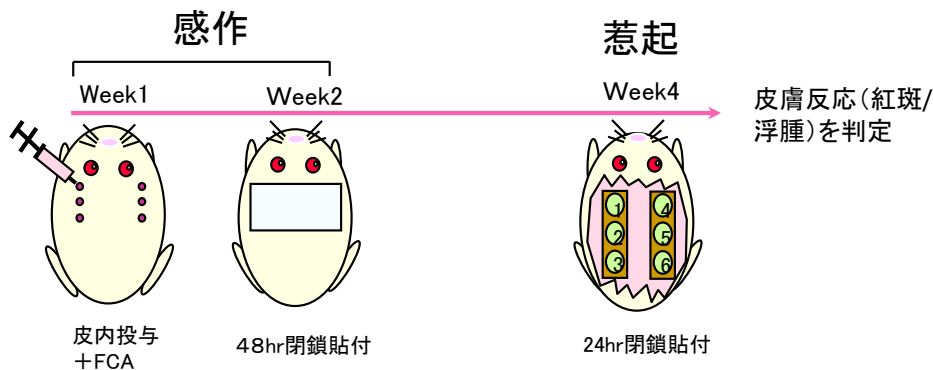 感作
惹起
Week1
Week2
Week4
皮膚反応(紅斑/
浮腫)を判定
1
4
2
5
3
6
皮内投与
+FCA
48hr閉鎖貼付
24hr閉鎖貼付